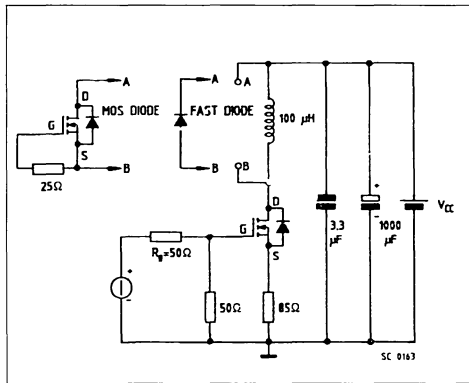 A
D
MOS DIODE
G
S
B
25Ω
A
FAST DIODE
B
A
B
100 µH
D
G
S
Rg=50Ω
+
-
50Ω
85Ω
3.3
µF
+
-
1000
µF
VCC
SC 0163